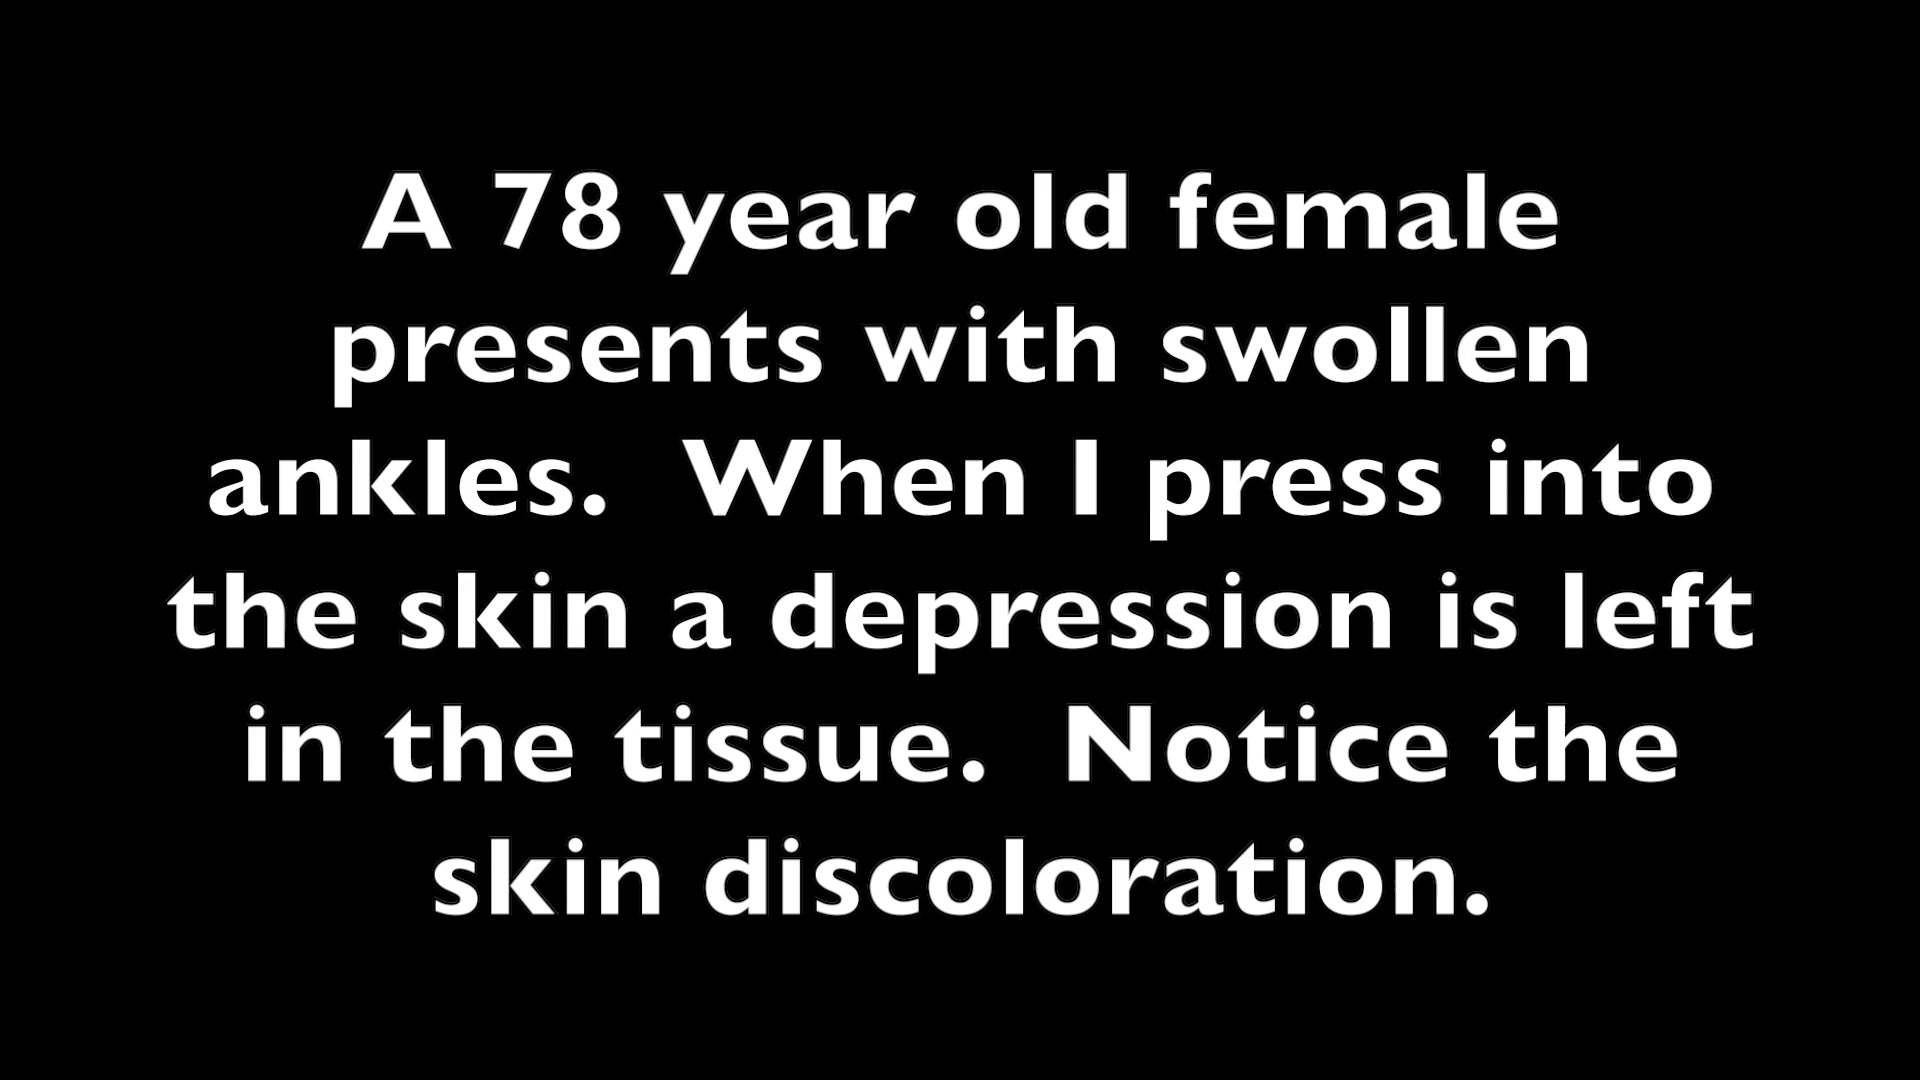 A 78 year old female
presents with swollen
ankles.  When I press into
the skin a depression is left
in the tissue.  Notice the
skin discoloration.